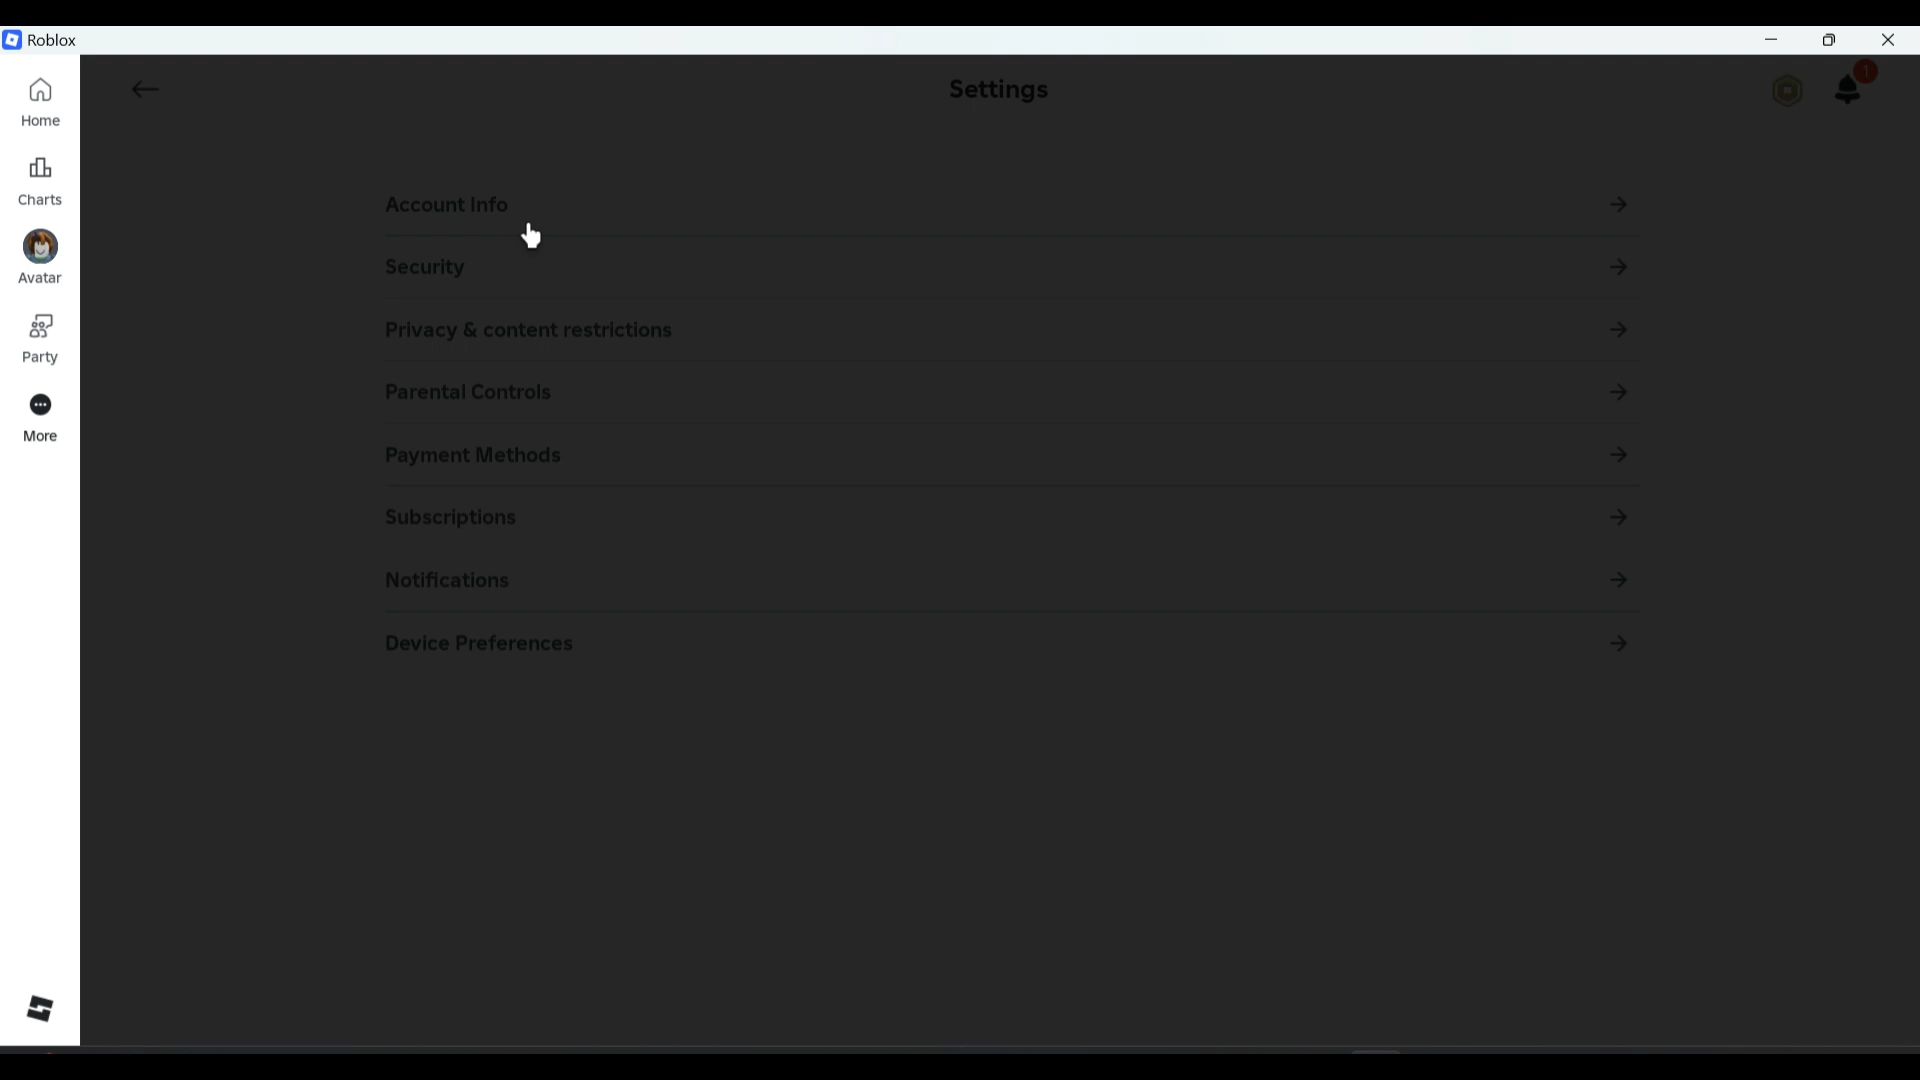 Roblox
Settings
1
Home
Charts
Avatar
Party
More
Account Info
Security
Privacy & content restrictions
Parental Controls
Payment Methods
Subscriptions
Notifications
Device Preferences